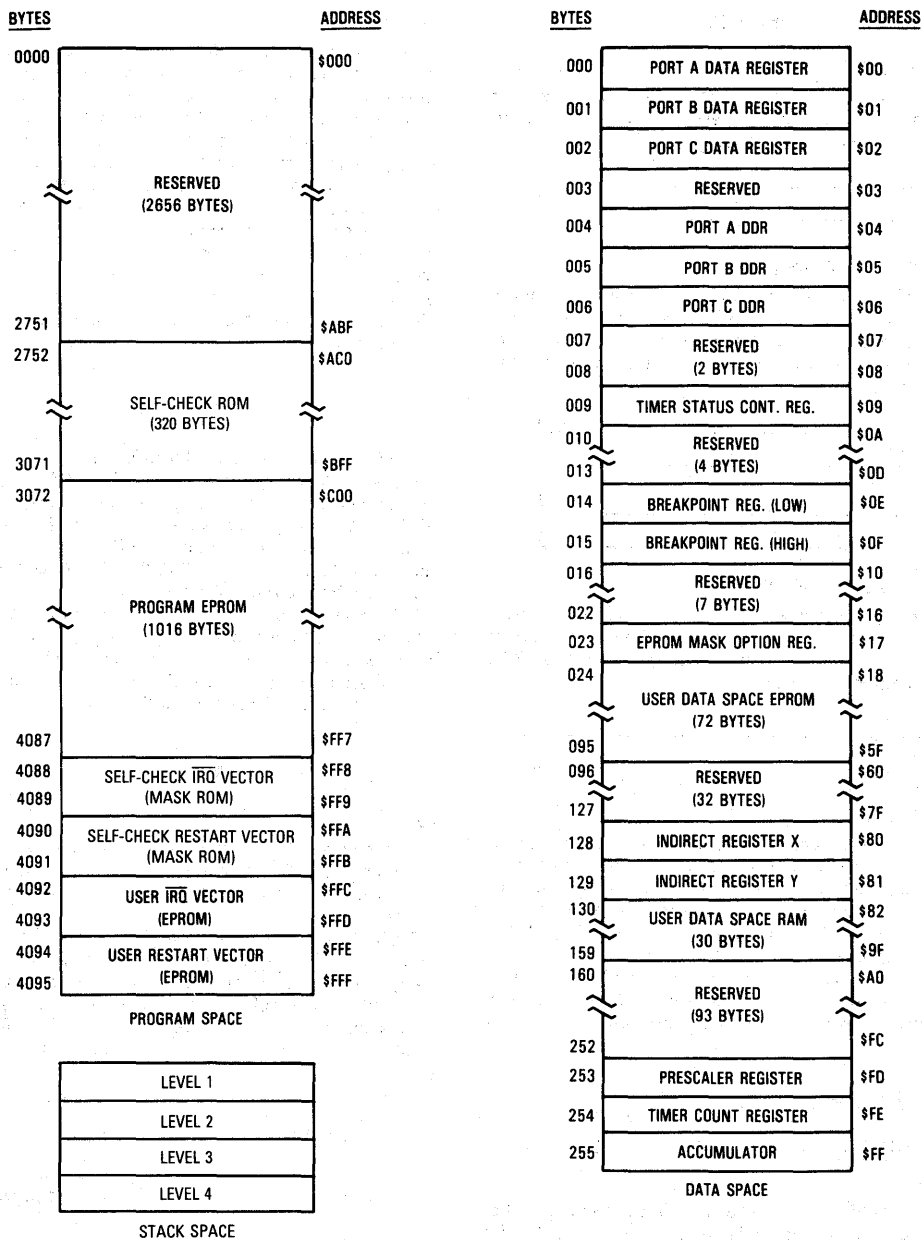 BYTES ADDRESS
0000 $000
RESERVED
(2656 BYTES)
2751 $ABF
2752 $AC0
SELF-CHECK ROM
(320 BYTES)
3071 $BFF
3072 $C00
PROGRAM EPROM
(1016 BYTES)
4087 $FF7
4088 SELF-CHECK IRQ VECTOR $FF8
4089 (MASK ROM) $FF9
4090 SELF-CHECK RESTART VECTOR $FFA
4091 (MASK ROM) $FFB
4092 USER IRQ VECTOR $FFC
4093 (EPROM) $FFD
4094 USER RESTART VECTOR $FFE
4095 (EPROM) $FFF
PROGRAM SPACE
LEVEL 1
LEVEL 2
LEVEL 3
LEVEL 4
STACK SPACE
BYTES ADDRESS
000 PORT A DATA REGISTER $00
001 PORT B DATA REGISTER $01
002 PORT C DATA REGISTER $02
003 RESERVED $03
004 PORT A DDR $04
005 PORT B DDR $05
006 PORT C DDR $06
007 RESERVED $07
008 (2 BYTES) $08
009 TIMER STATUS CONT. REG. $09
010 RESERVED $0A
013 (4 BYTES) $0D
014 BREAKPOINT REG. (LOW) $0E
015 BREAKPOINT REG. (HIGH) $0F
016 RESERVED $10
(7 BYTES)
022 $16
023 EPROM MASK OPTION REG. $17
024 $18
USER DATA SPACE EPROM
(72 BYTES)
095 $5F
096 RESERVED $60
(32 BYTES)
127 $7F
128 INDIRECT REGISTER X $80
129 INDIRECT REGISTER Y $81
130 USER DATA SPACE RAM $82
(30 BYTES)
159 $9F
160 $A0
RESERVED
(93 BYTES)
252 $FC
253 PRESCALER REGISTER $FD
254 TIMER COUNT REGISTER $FE
255 ACCUMULATOR $FF
DATA SPACE